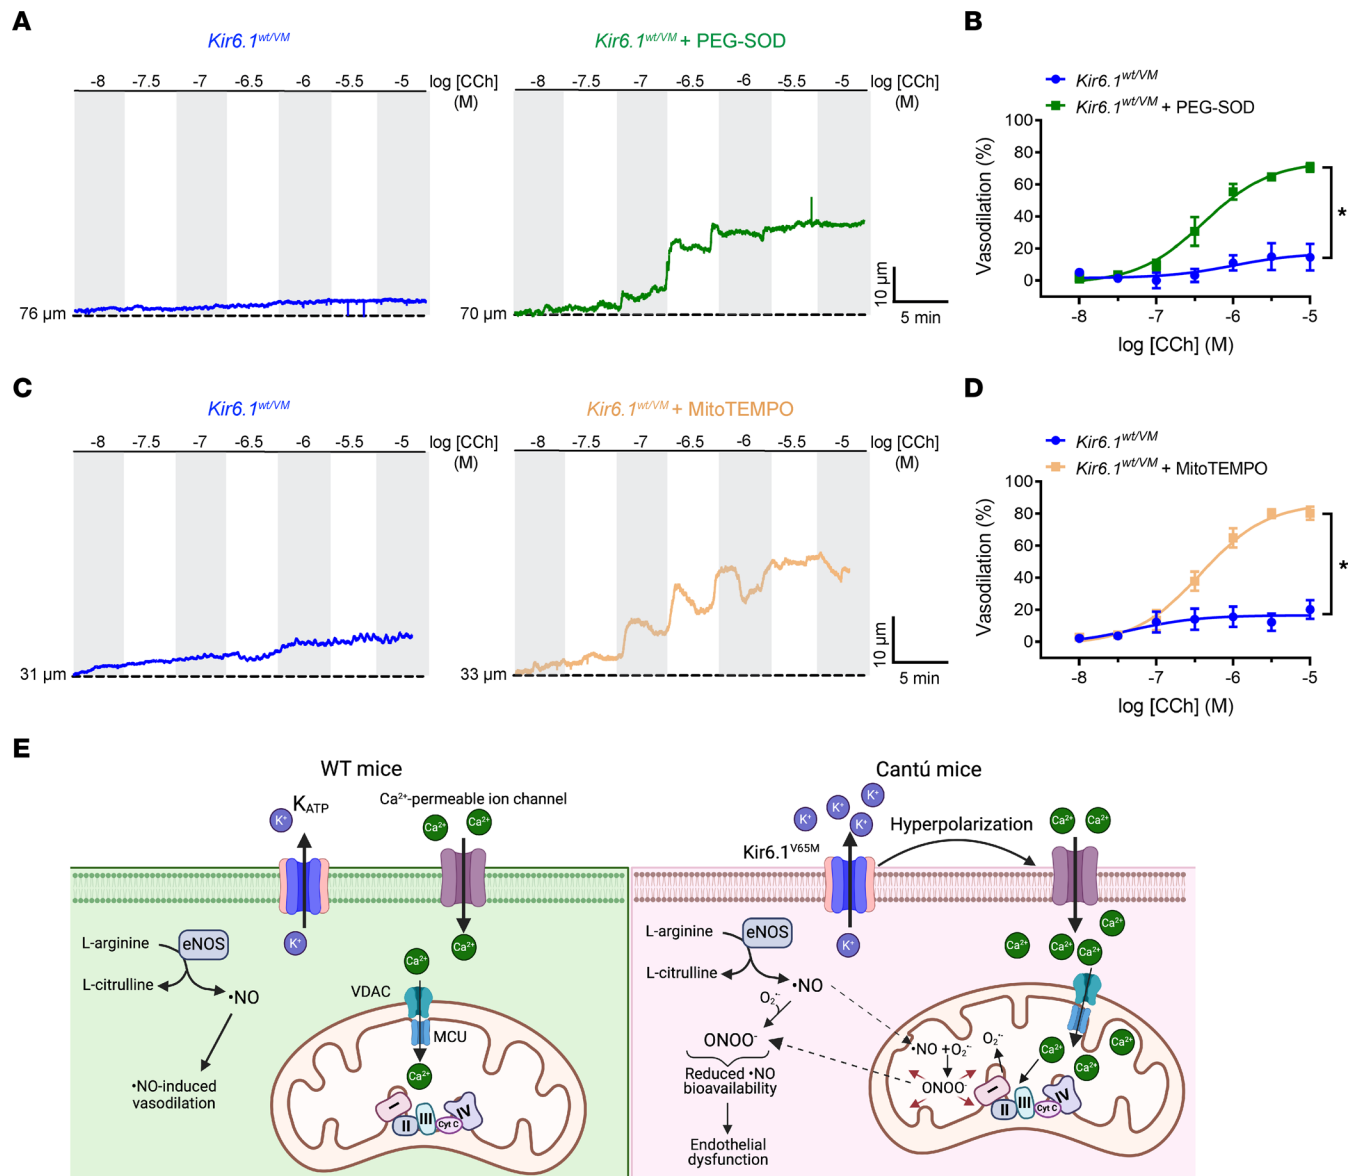 A
Kir6.1wt/VM
Kir6.1wt/VM + PEG-SOD
-8 -7.5 -7 -6.5 -6 -5.5 -5 log [CCh]
(M)
-8 -7.5 -7 -6.5 -6 -5.5 -5 log [CCh]
(M)
76 µm
70 µm
10 µm
5 min
B
Kir6.1wt/VM
Kir6.1wt/VM + PEG-SOD
Vasodilation (%)
100
80
60
40
20
0
*
-8 -7 -6 -5
log [CCh] (M)
C
Kir6.1wt/VM
Kir6.1wt/VM + MitoTEMPO
-8 -7.5 -7 -6.5 -6 -5.5 -5 log [CCh]
(M)
-8 -7.5 -7 -6.5 -6 -5.5 -5 log [CCh]
(M)
31 µm
33 µm
10 µm
5 min
D
Kir6.1wt/VM
Kir6.1wt/VM + MitoTEMPO
Vasodilation (%)
100
80
60
40
20
0
*
-8 -7 -6 -5
log [CCh] (M)
E
WT mice
KATP
K+
Ca²⁺-permeable ion channel
Ca²⁺
Ca²⁺
L-arginine
eNOS
K+
Ca²⁺
L-citrulline
•NO
Ca²⁺
VDAC
MCU
Ca²⁺
•NO-induced
vasodilation
I
II
III
Cyt C
IV
Cantú mice
K+
K+
K+
K+
Kir6.1V65M
Hyperpolarization
Ca²⁺
Ca²⁺
L-arginine
eNOS
K+
Ca²⁺
Ca²⁺
Ca²⁺
Ca²⁺
L-citrulline
•NO
O₂•-
ONOO-
Reduced •NO
bioavailability
Endothelial
dysfunction
•NO + O₂•-
O₂•-
ONOO-
Ca²⁺
Ca²⁺
Ca²⁺
I
II
III
Cyt C
IV